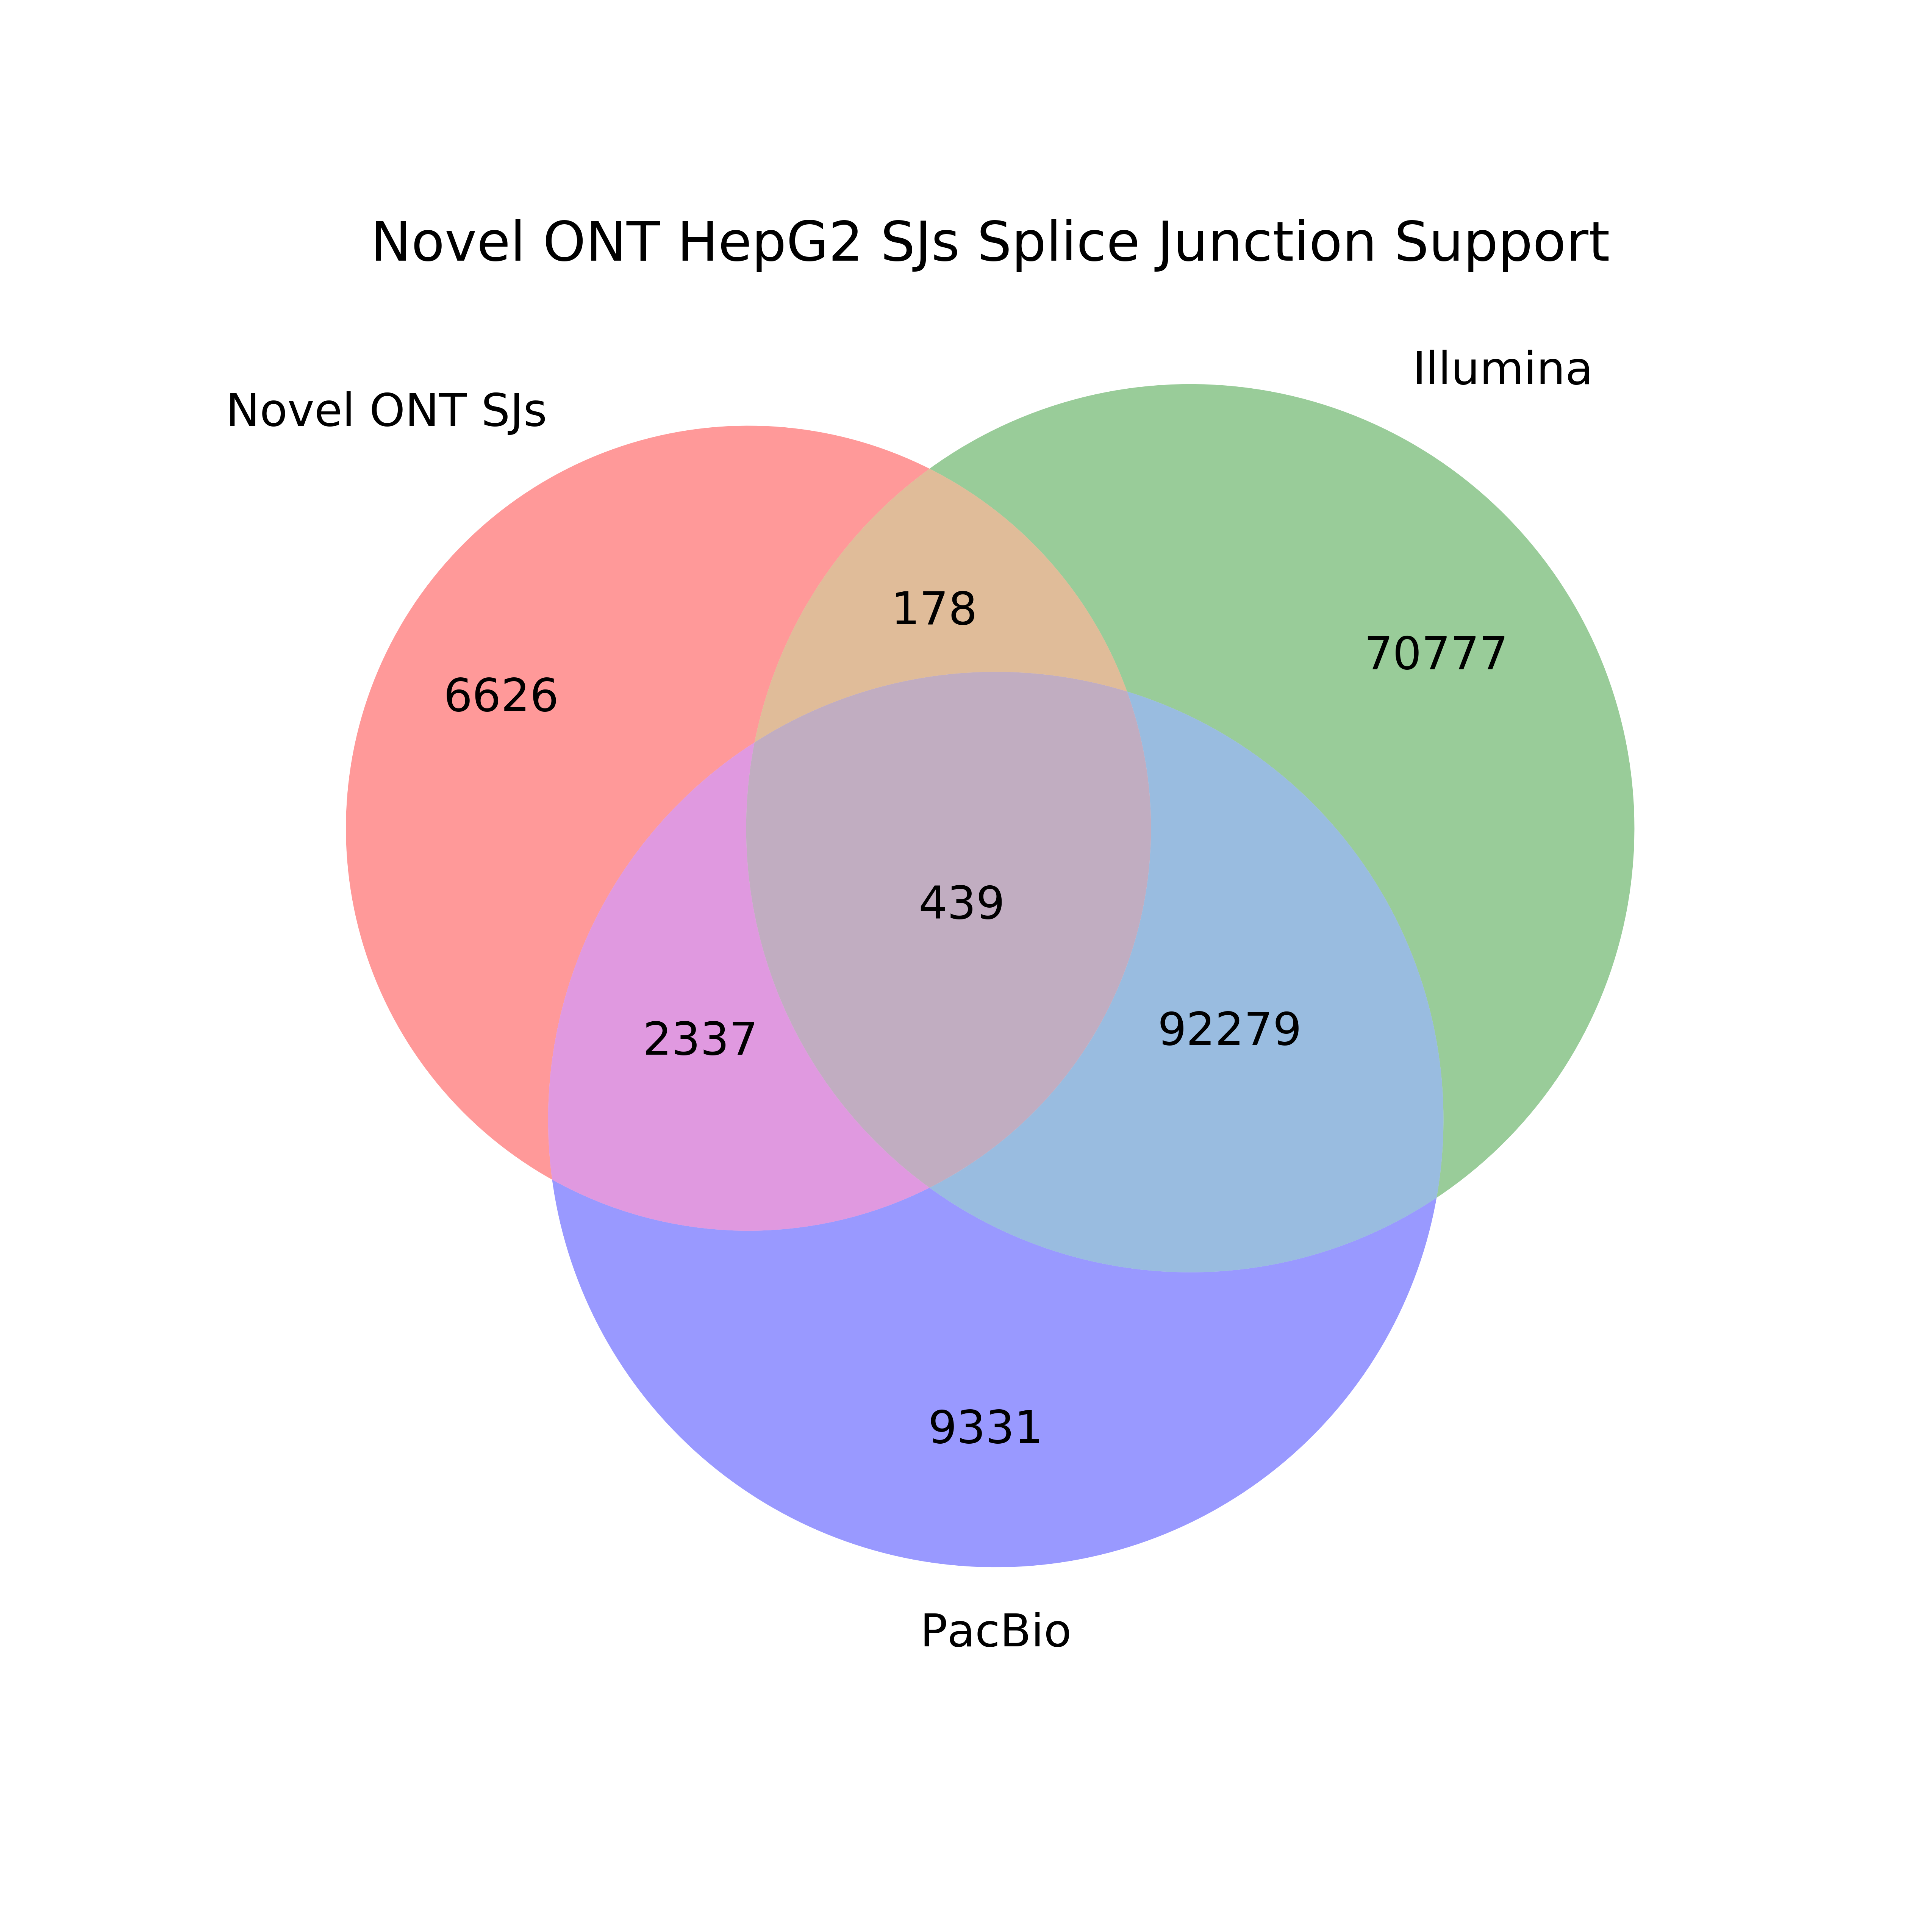 Novel ONT HepG2 SJs Splice Junction Support
Illumina
Novel ONT SJs
178
70777
6626
439
92279
2337
9331
PacBio